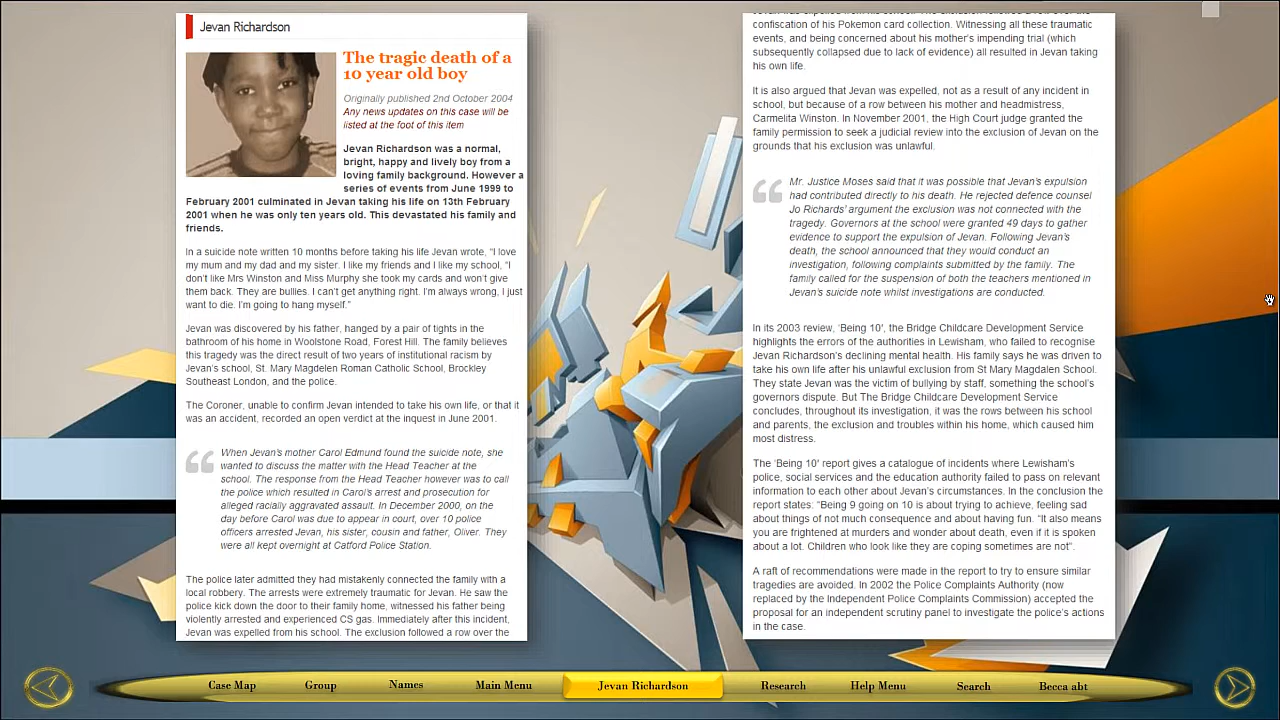 Jevan Richardson
The tragic death of a
10 year old boy
Originally published 2nd October 2004
Any news updates on this case will be
listed at the foot of this item
Jevan Richardson was a normal,
bright, happy and lively boy from a
loving family background. However a
series of events from June 1999 to
February 2001 culminated in Jevan taking his life on 13th February
2001 when he was only ten years old. This devastated his family and
friends.
In a suicide note written 10 months before taking his life Jevan wrote, “I love
my mum and my dad and my sister. I like my friends and I like my school, “I
don’t like Mrs Winston and Miss Murphy she took my cards and won’t give
them back. They are bullies. I can’t get anything right. I’m always wrong, I just
want to die. I’m going to hang myself.”
Jevan was discovered by his father, hanged by a pair of tights in the
bathroom of his home in Woolstone Road, Forest Hill. The family believes
this tragedy was the direct result of two years of institutional racism by
Jevan’s school, St. Mary Magdelen Roman Catholic School, Brockley
Southeast London, and the police.
The Coroner, unable to confirm Jevan intended to take his own life, or that it
was an accident, recorded an open verdict at the inquest in June 2001.
When Jevan’s mother Carol Edmund found the suicide note, she
wanted to discuss the matter with the Head Teacher at the
school. The response from the Head Teacher however was to call
the police which resulted in Carol’s arrest and prosecution for
alleged racially aggravated assault. In December 2000, on the
day before Carol was due to appear in court, over 10 police
officers arrested Jevan, his sister, cousin and father, Oliver. They
were all kept overnight at Catford Police Station.
The police later admitted they had mistakenly connected the family with a
local robbery. The arrests were extremely traumatic for Jevan. He saw the
police kick down the door to their family home, witnessed his father being
violently arrested and experienced CS gas. Immediately after this incident,
Jevan was expelled from his school. The exclusion followed a row over the
confiscation of his Pokemon card collection. Witnessing all these traumatic
events, and being concerned about his mother’s impending trial (which
subsequently collapsed due to lack of evidence) all resulted in Jevan taking
his own life.
It is also argued that Jevan was expelled, not as a result of any incident in
school, but because of a row between his mother and headmistress,
Carmelita Winston. In November 2001, the High Court judge granted the
family permission to seek a judicial review into the exclusion of Jevan on the
grounds that his exclusion was unlawful.
Mr. Justice Moses said that it was possible that Jevan’s expulsion
had contributed directly to his death. He rejected defence counsel
Jo Richards’ argument the exclusion was not connected with the
tragedy. Governors at the school were granted 49 days to gather
evidence to support the expulsion of Jevan. Following Jevan’s
death, the school announced that they would conduct an
investigation, following complaints submitted by the family. The
family called for the suspension of both the teachers mentioned in
Jevan’s suicide note whilst investigations are conducted.
In its 2003 review, ‘Being 10’, the Bridge Childcare Development Service
highlights the errors of the authorities in Lewisham, who failed to recognise
Jevan Richardson’s declining mental health. His family says he was driven to
take his own life after his unlawful exclusion from St Mary Magdalen School.
They state Jevan was the victim of bullying by staff, something the school’s
governors dispute. But The Bridge Childcare Development Service
concludes, throughout its investigation, it was the rows between his school
and parents, the exclusion and troubles within his home, which caused him
most distress.
The ‘Being 10’ report gives a catalogue of incidents where Lewisham’s
police, social services and the education authority failed to pass on relevant
information to each other about Jevan’s circumstances. In the conclusion the
report states: “Being 9 going on 10 is about trying to achieve, feeling sad
about things of not much consequence and about having fun. “It also means
you are frightened at murders and wonder about death, even if it is spoken
about a lot. Children who look like they are coping sometimes are not”.
A raft of recommendations were made in the report to try to ensure similar
tragedies are avoided. In 2002 the Police Complaints Authority (now
replaced by the Independent Police Complaints Commission) accepted the
proposal for an independent scrutiny panel to investigate the police’s actions
in the case.
Case Map Group Names Main Menu Jevan Richardson Research Help Menu Search Becca abt